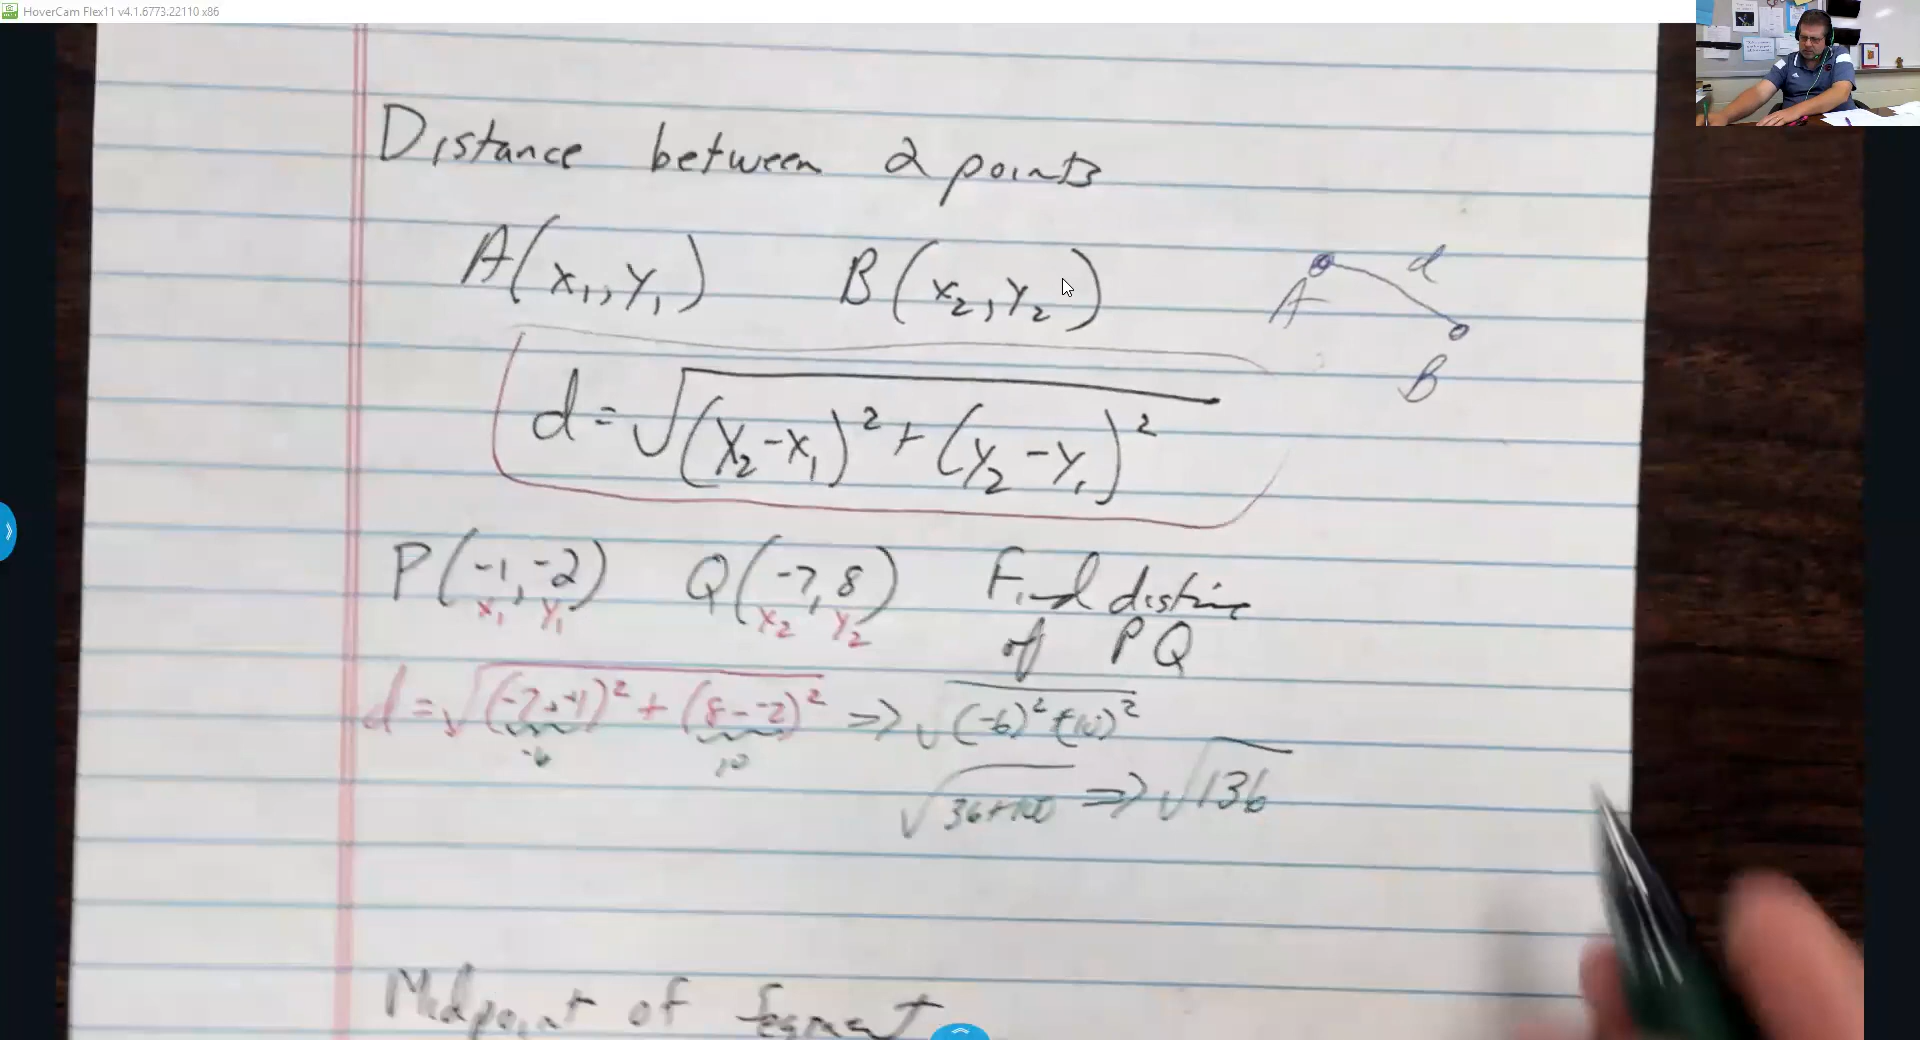 HoverCam Flex11 v4.1.6773.22110 x86
Distance between 2 points
A(x₁, y₁) B(x₂, y₂)
A d B
d = √(x₂ - x₁)² + (y₂ - y₁)²
P(-1, -2) Q(-7, 8) Find distance
x₁ y₁ x₂ y₂
of PQ
d = √(-7 - -1)² + (8 - -2)² => √(-6)² + (10)²
-6 10
√36+100 => √136
Midpoint of Segment